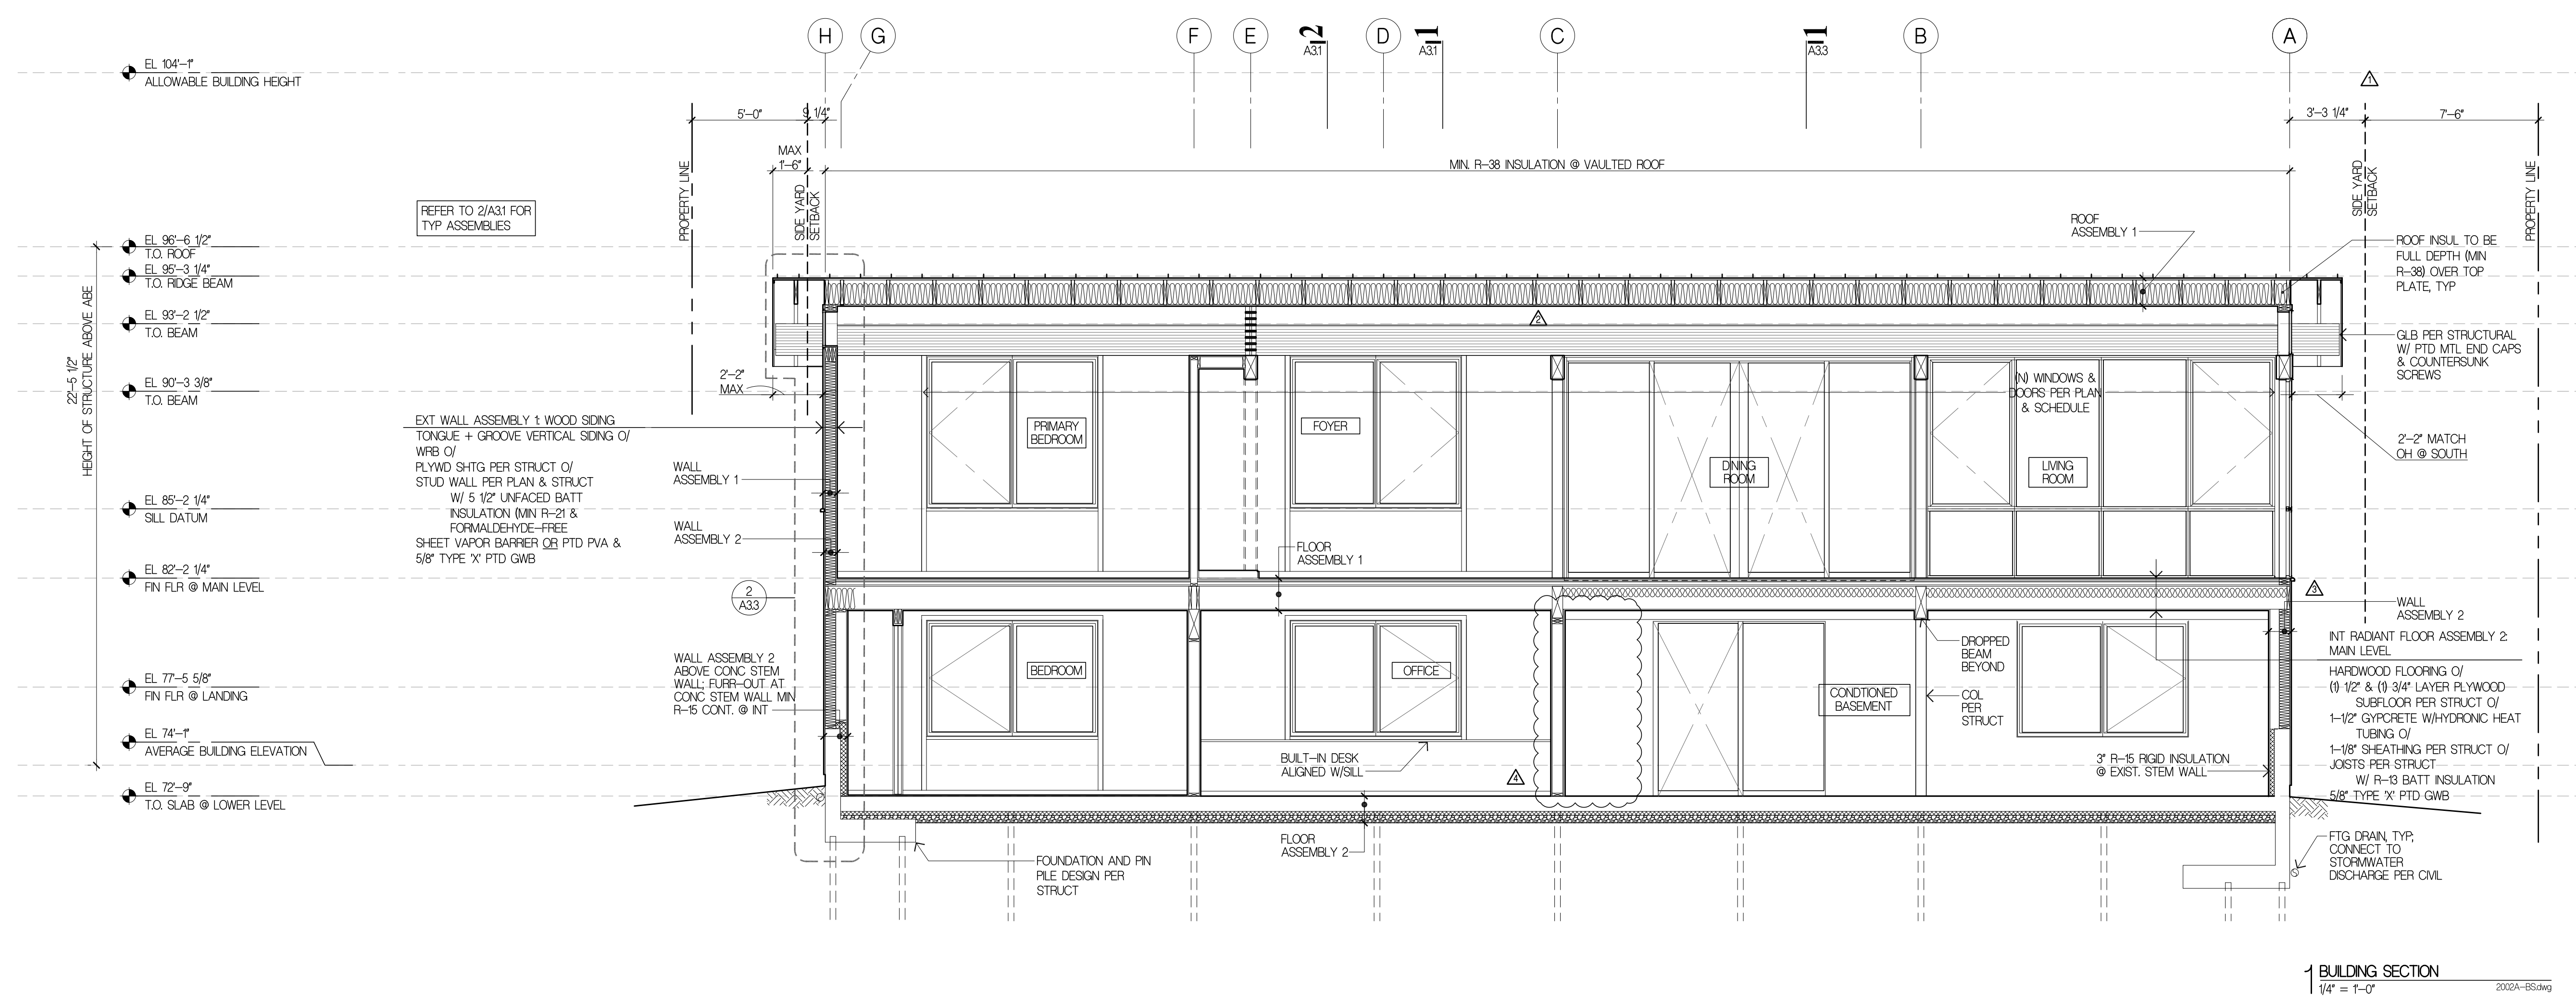 H
G
F
E
2
A3.1
D
1
A3.1
C
1
A3.3
B
A
EL 104'-1"
ALLOWABLE BUILDING HEIGHT
1
5'-0"
9 1/4"
3'-3 1/4"
7'-6"
MAX
1'-6"
MIN. R-38 INSULATION @ VAULTED ROOF
PROPERTY LINE
SIDE YARD
SETBACK
SIDE YARD
SETBACK
PROPERTY LINE
REFER TO 2/A3.1 FOR
TYP ASSEMBLIES
ROOF
ASSEMBLY 1
EL 96'-6 1/2"
T.O. ROOF
EL 95'-3 1/4"
T.O. RIDGE BEAM
EL 93'-2 1/2"
T.O. BEAM
EL 90'-3 3/8"
T.O. BEAM
EL 85'-2 1/4"
SILL DATUM
EL 82'-2 1/4"
FIN FLR @ MAIN LEVEL
EL 77'-5 5/8"
FIN FLR @ LANDING
EL 74'-1"
AVERAGE BUILDING ELEVATION
EL 72'-9"
T.O. SLAB @ LOWER LEVEL
22'-5 1/2"
HEIGHT OF STRUCTURE ABOVE ABE
ROOF INSUL TO BE
FULL DEPTH (MIN
R-38) OVER TOP
PLATE, TYP
2
GLB PER STRUCTURAL
W/ PTD MTL END CAPS
& COUNTERSUNK
SCREWS
2'-2"
MAX
2'-2" MATCH
OH @ SOUTH
EXT WALL ASSEMBLY 1: WOOD SIDING
TONGUE + GROOVE VERTICAL SIDING O/
WRB O/
PLYWD SHTG PER STRUCT O/
STUD WALL PER PLAN & STRUCT
W/ 5 1/2" UNFACED BATT
INSULATION (MIN R-21 &
FORMALDEHYDE-FREE
SHEET VAPOR BARRIER OR PTD PVA &
5/8" TYPE 'X' PTD GWB
WALL
ASSEMBLY 1
WALL
ASSEMBLY 2
PRIMARY
BEDROOM
FOYER
DINING
ROOM
(N) WINDOWS &
DOORS PER PLAN
& SCHEDULE
LIVING
ROOM
FLOOR
ASSEMBLY 1
2
A3.3
3
WALL
ASSEMBLY 2
WALL ASSEMBLY 2
ABOVE CONC STEM
WALL; FURR-OUT AT
CONC STEM WALL MIN
R-15 CONT. @ INT
BEDROOM
OFFICE
DROPPED
BEAM
BEYOND
CONDTIONED
BASEMENT
COL
PER
STRUCT
INT RADIANT FLOOR ASSEMBLY 2:
MAIN LEVEL
HARDWOOD FLOORING O/
(1) 1/2" & (1) 3/4" LAYER PLYWOOD
SUBFLOOR PER STRUCT O/
1-1/2" GYPCRETE W/HYDRONIC HEAT
TUBING O/
1-1/8" SHEATHING PER STRUCT O/
JOISTS PER STRUCT
W/ R-13 BATT INSULATION
5/8" TYPE 'X' PTD GWB
BUILT-IN DESK
ALIGNED W/SILL
4
3" R-15 RIGID INSULATION
@ EXIST. STEM WALL
FLOOR
ASSEMBLY 2
FOUNDATION AND PIN
PILE DESIGN PER
STRUCT
FTG DRAIN, TYP;
CONNECT TO
STORMWATER
DISCHARGE PER CIVIL
1 BUILDING SECTION
1/4" = 1'-0"
2002A-BS.dwg